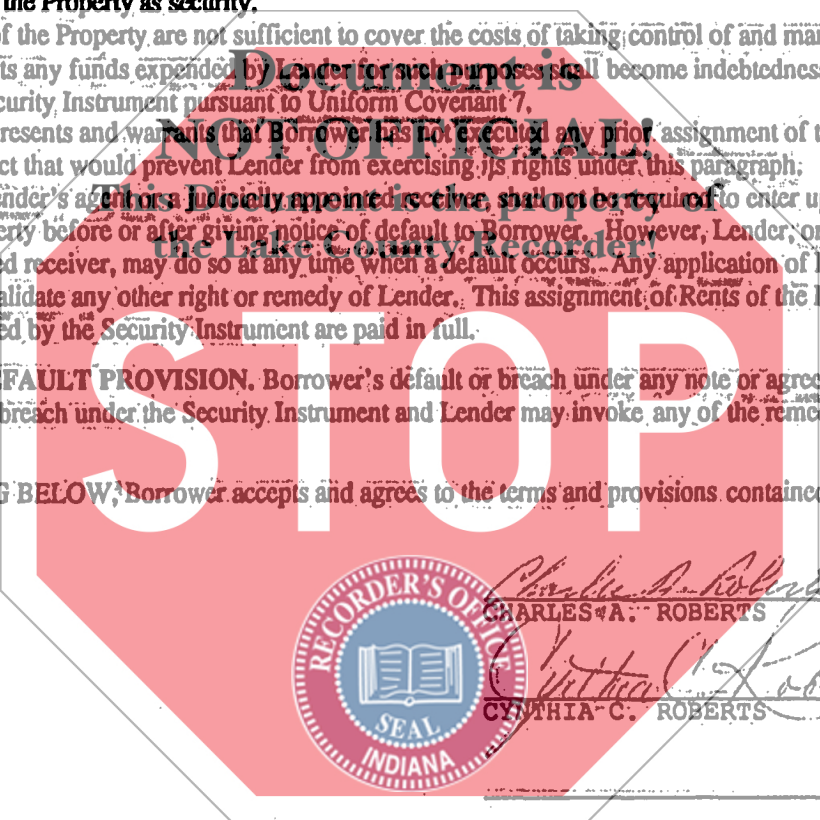 the Property as security.
of the Property are not sufficient to cover the costs of taking control of and
Document is
ts any funds expended by Lender for such purposes shall become indebtedness
curity Instrument pursuant to Uniform Covenant 7.
NOT OFFICIAL!
resents and warrants that Borrower has not executed any prior assignment of
ct that would prevent Lender from exercising its rights under this paragraph.
This Document is the property of
nder's agent or a judicially appointed receiver, shall not be required to enter
erty before or after giving notice of default to Borrower. However, Lender, or
the Lake County Recorder!
d receiver, may do so at any time when a default occurs. Any application of
alidate any other right or remedy of Lender. This assignment of Rents of the
ed by the Security Instrument are paid in full.
FAULT PROVISION. Borrower's default or breach under any note or agree
breach under the Security Instrument and Lender may invoke any of the reme
STOP
G BELOW, Borrower accepts and agrees to the terms and provisions contained
RECORDER'S OFFICE
SEAL
INDIANA
Charles A. Roberts
CHARLES A. ROBERTS
Cynthia C. Rob
CYNTHIA C. ROBERTS